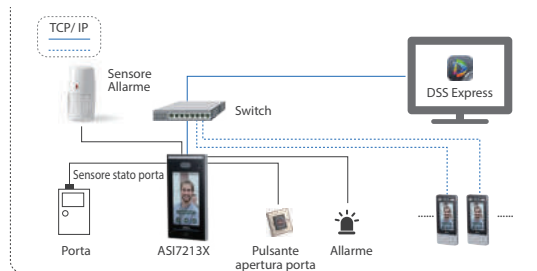 TCP/ IP
Sensore
Allarme
DSS Express
Switch
Sensore stato porta
Porta
ASI7213X
Pulsante
apertura porta
Allarme